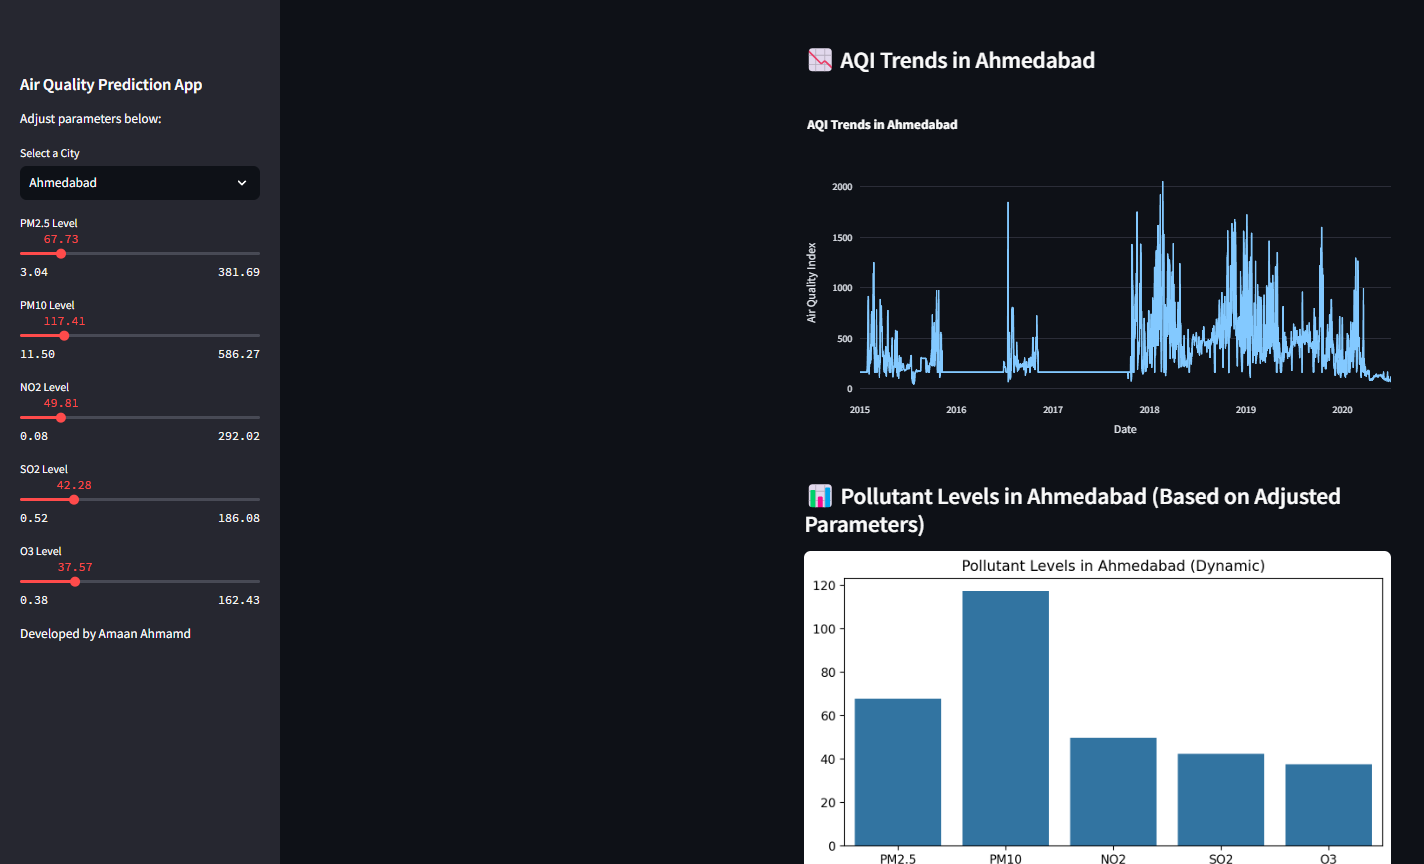 Air Quality Prediction App
Adjust parameters below:
Select a City
Ahmedabad
PM2.5 Level
67.73
3.04 381.69
PM10 Level
117.41
11.50 586.27
NO2 Level
49.81
0.08 292.02
SO2 Level
42.28
0.52 186.08
O3 Level
37.57
0.38 162.43
Developed by Amaan Ahmamd
AQI Trends in Ahmedabad
AQI Trends in Ahmedabad
Air Quality Index
2000
1500
1000
500
0
2015 2016 2017 2018 2019 2020
Date
Pollutant Levels in Ahmedabad (Based on Adjusted
Parameters)
Pollutant Levels in Ahmedabad (Dynamic)
120
100
80
60
40
20
0
PM2.5 PM10 NO2 SO2 O3